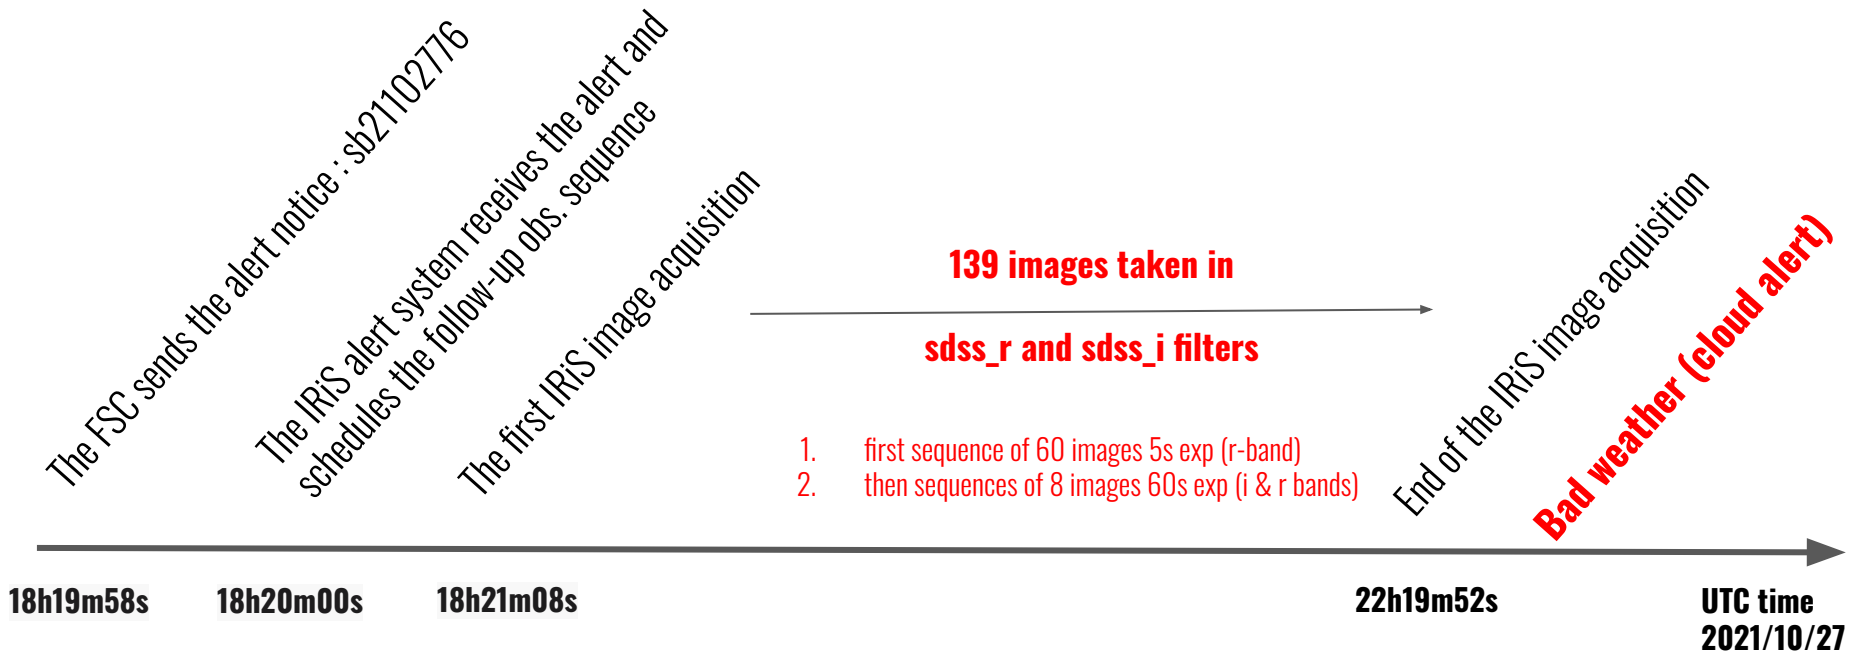 The FSC sends the alert notice : sb21102776
The IRiS alert system receives the alert and
schedules the follow-up obs. sequence
The first IRiS image acquisition
139 images taken in
sdss_r and sdss_i filters
1. first sequence of 60 images 5s exp (r-band)
2. then sequences of 8 images 60s exp (i & r bands)
End of the IRiS image acquisition
Bad weather (cloud alert)
18h19m58s
18h20m00s
18h21m08s
22h19m52s
UTC time
2021/10/27